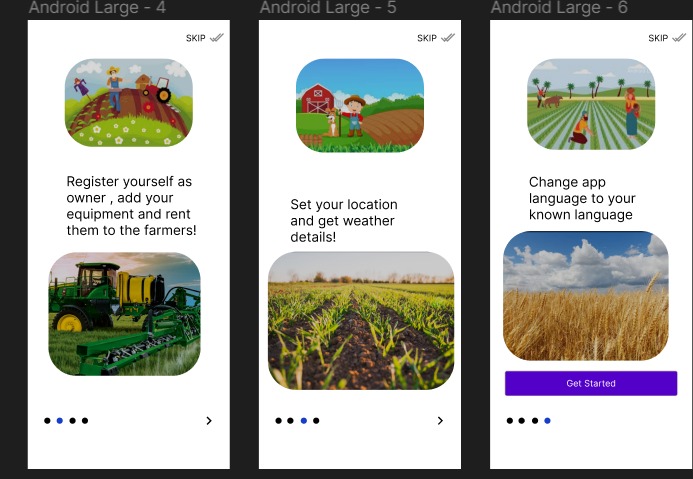 Android Large - 4
SKIP
Register yourself as
owner , add your
equipment and rent
them to the farmers!
Android Large - 5
SKIP
Set your location
and get weather
details!
Android Large - 6
SKIP
Change app
language to your
known language
Get Started